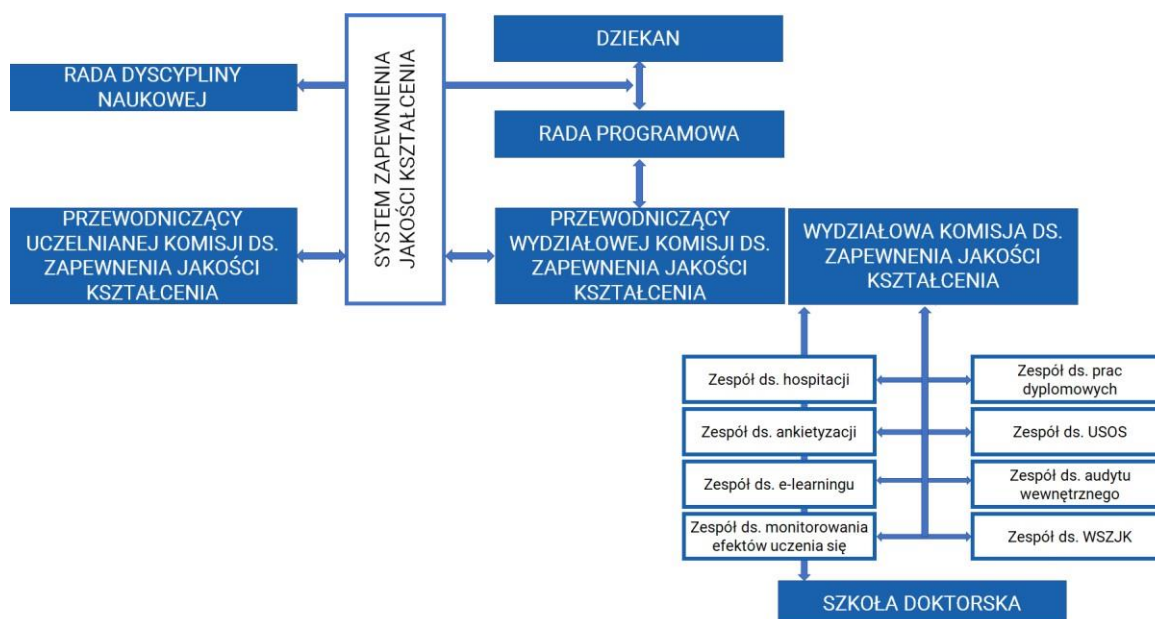 DZIEKAN
RADA DYSCYPLINY
NAUKOWEJ
SYSTEM ZAPEWNIENIA
JAKOŚCI KSZTAŁCENIA
RADA PROGRAMOWA
PRZEWODNICZĄCY
UCZELNIANEJ KOMISJI DS.
ZAPEWNENIA JAKOŚCI
KSZTAŁCENIA
PRZEWODNICZĄCY
WYDZIAŁOWEJ KOMISJI DS.
ZAPEWNENIA JAKOŚCI
KSZTAŁCENIA
WYDZIAŁOWA KOMISJA DS.
ZAPEWNENIA JAKOŚCI
KSZTAŁCENIA
Zespół ds. hospitacji
Zespół ds. prac
dyplomowych
Zespół ds. ankietyzacji
Zespół ds. USOS
Zespół ds. e-learningu
Zespół ds. audytu
wewnętrznego
Zespół ds. monitorowania
efektów uczenia się
Zespół ds. WSZJK
SZKOŁA DOKTORSKA